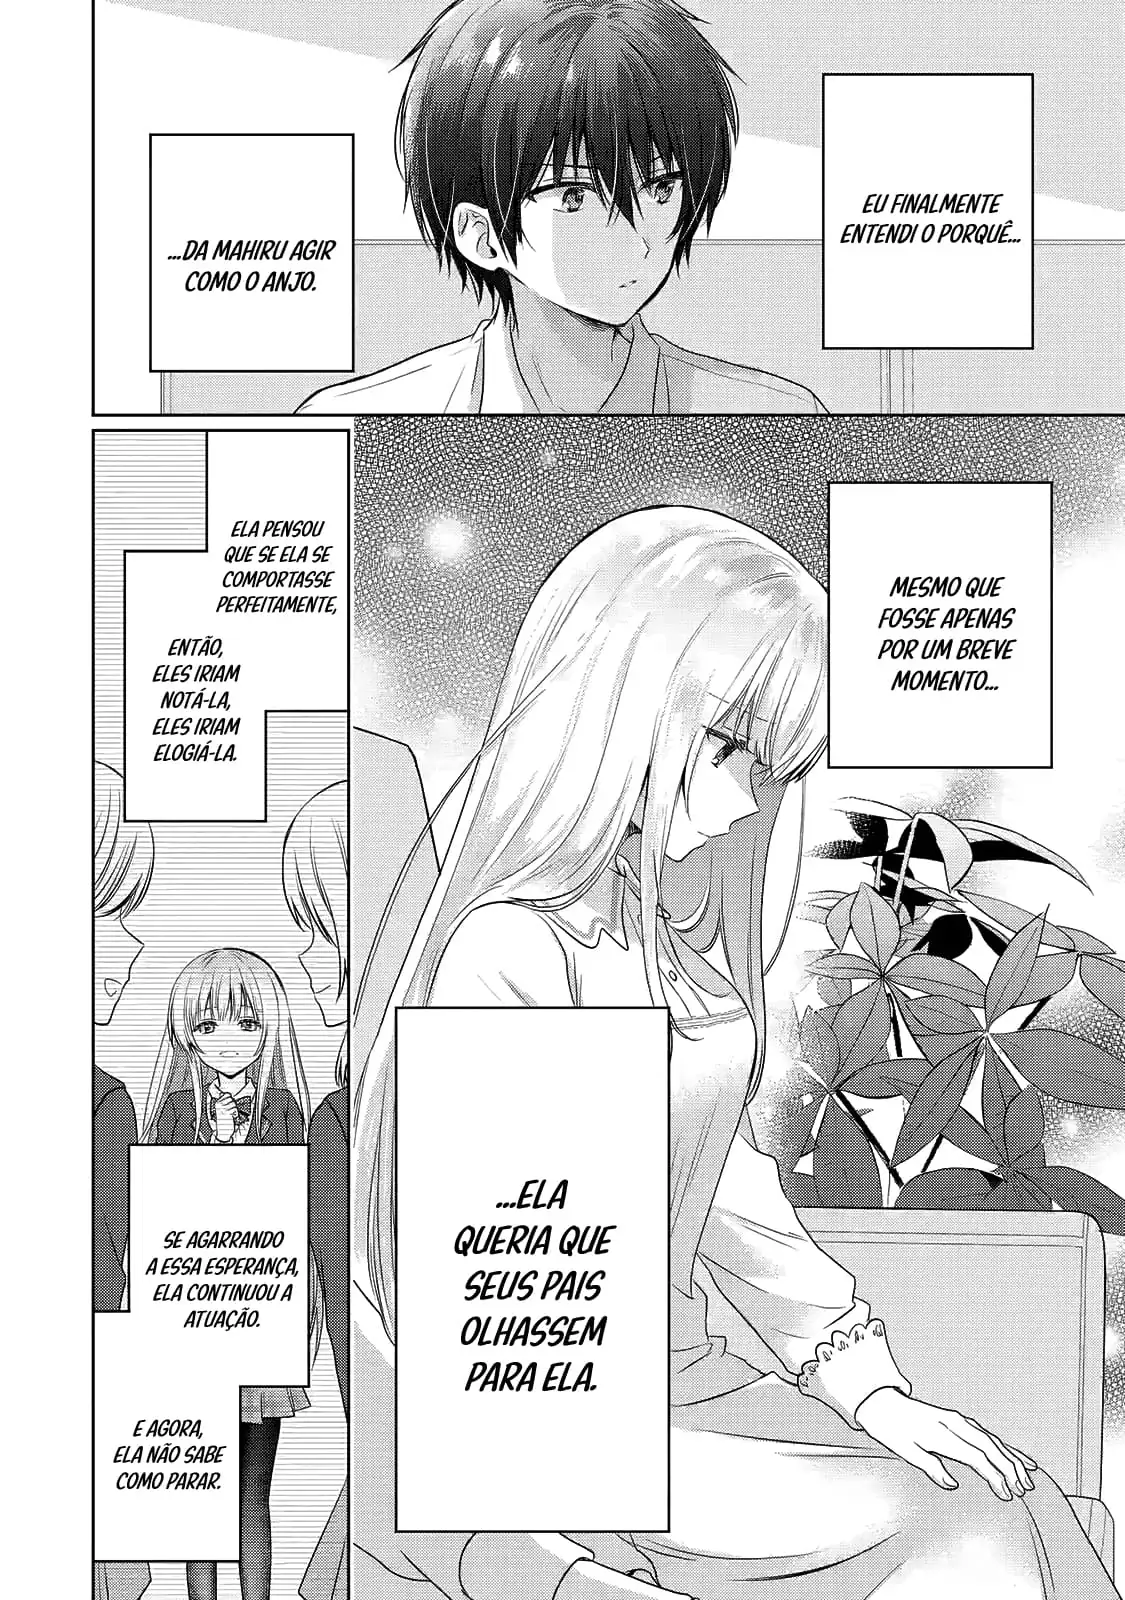 EU FINALMENTE
ENTENDI O PORQUÊ...
...DA MAHIRU AGIR
COMO O ANJO.
MESMO QUE
FOSSE APENAS
POR UM BREVE
MOMENTO...
...ELA
QUERIA QUE
SEUS PAIS
OLHASSEM
PARA ELA.
ELA PENSOU
QUE SE ELA SE
COMPORTASSE
PERFEITAMENTE,
ENTÃO,
ELES IRIAM
NOTÁ-LA,
ELES IRIAM
ELOGIÁ-LA.
SE AGARRANDO
A ESSA ESPERANÇA,
ELA CONTINUOU A
ATUAÇÃO.
E AGORA,
ELA NÃO SABE
COMO PARAR.